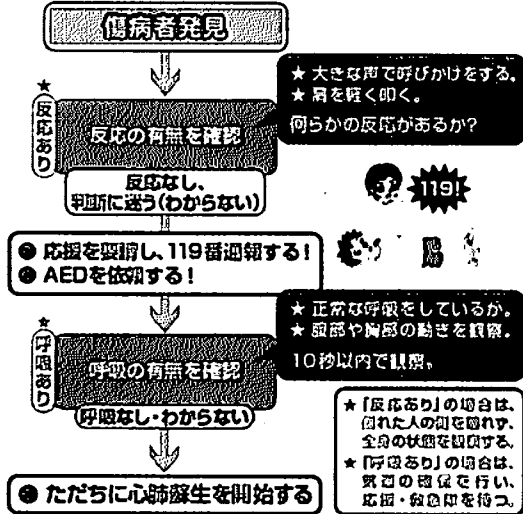 傷病者発見
★ 大きな声で呼びかけをする。
★ 肩を軽く叩く。
何らかの反応があるか?
★
反応あり
反応の有無を確認
反応なし、
判断に迷う(わからない)
119!
● 応援を要請し、119番通報する!
● AEDを依頼する!
★ 正常な呼吸をしているか。
★ 腹部や胸部の動きを観察。
10秒以内で観察。
★
呼吸あり
呼吸の有無を確認
呼吸なし・わからない
★「反応あり」の場合は、
倒れた人の側を離れず、
全身の状態を観察する。
★「呼吸あり」の場合は、
気道の確保を行い、
応援・救急隊を待つ。
● ただちに心肺蘇生を開始する